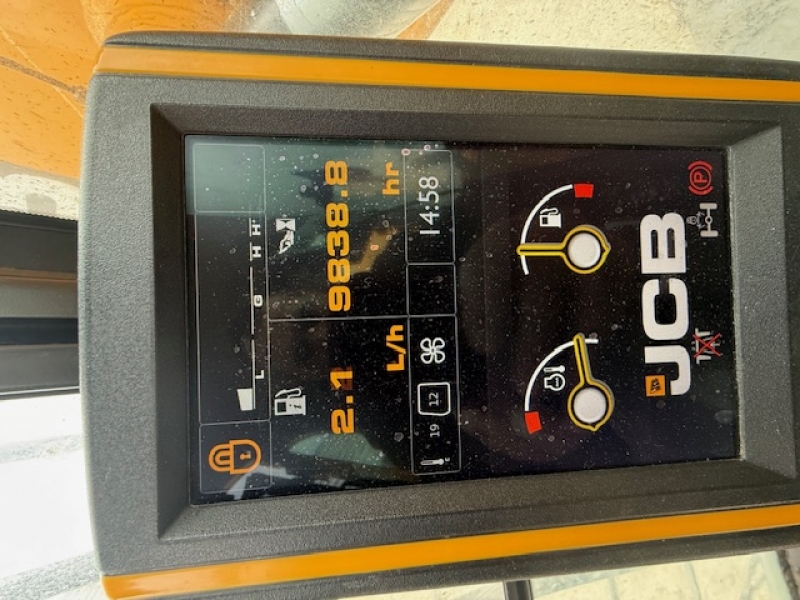 L G H H+
2.1 9838.8
L/h hr
19 12 14:58
JCB
P